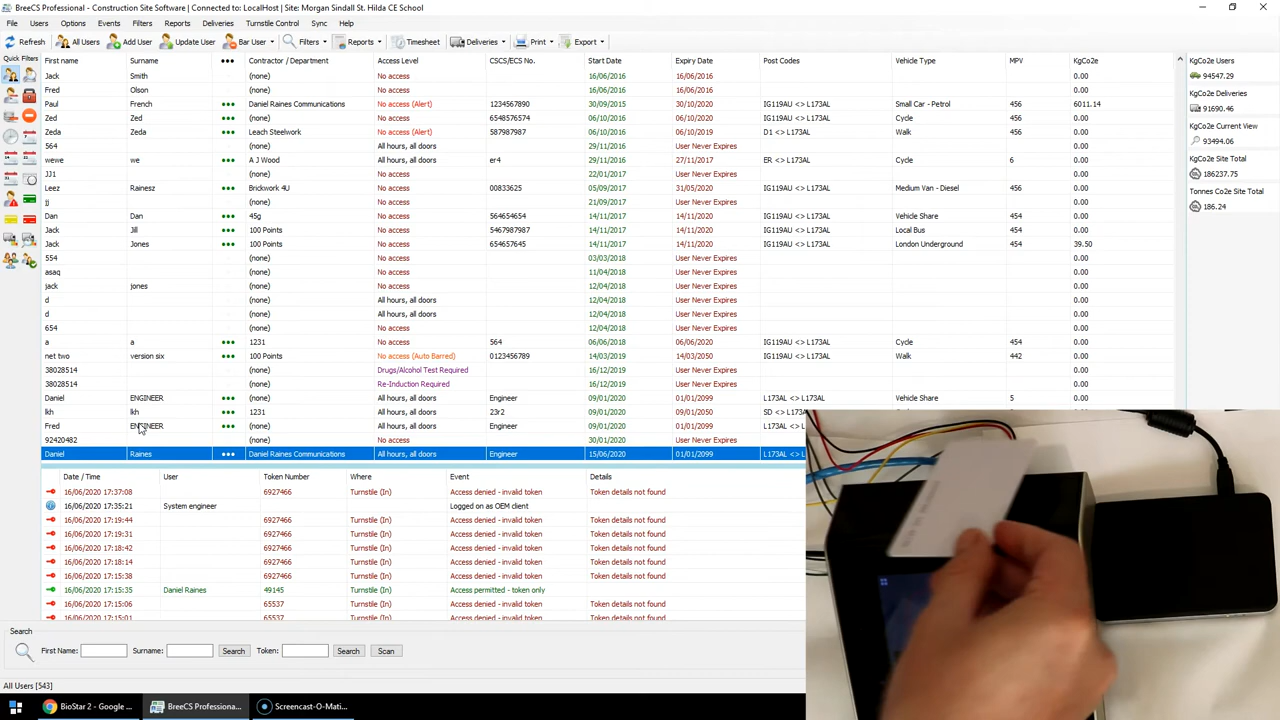 BreeCS Professional - Construction Site Software | Connected to: LocalHost | Site: Morgan Sindall St. Hilda CE School
File Users Options Events Filters Reports Deliveries Turnstile Control Sync Help
Refresh All Users Add User Update User Bar User Filters Reports Timesheet Deliveries Print Export
Quick Filters
First name Surname ●●● Contractor / Department Access Level CSCS/ECS No. Start Date Expiry Date Post Codes Vehicle Type MPV KgCo2e
Jack Smith (none) No access 16/06/2016 16/06/2016 0.00
Fred Olson (none) No access 16/06/2016 16/06/2016 0.00
Paul French ●●● Daniel Raines Communications No access (Alert) 1234567890 30/09/2015 30/10/2020 IG119AU <> L173AL Small Car - Petrol 456 6011.14
Zed Zed ●●● (none) No access 6548576574 06/10/2016 06/10/2020 IG119AU <> L173AL Cycle 456 0.00
Zeda Zeda ●●● Leach Steelwork No access (Alert) 587987987 06/10/2016 06/10/2019 D1 <> L173AL Walk 456 0.00
564 (none) All hours, all doors 29/11/2016 User Never Expires 0.00
wewe we ●●● A J Wood All hours, all doors er4 29/11/2016 27/11/2017 ER <> L173AL Cycle 6 0.00
JJ1 (none) No access 22/01/2017 User Never Expires 0.00
Leez Rainesz ●●● Brickwork 4U No access 00833625 05/09/2017 31/05/2020 IG119AU <> L173AL Medium Van - Diesel 456 0.00
jj (none) No access 21/09/2017 User Never Expires 0.00
Dan Dan ●●● 45g No access 564654654 14/11/2017 14/11/2020 IG119AU <> L173AL Vehicle Share 454 0.00
Jack Jill ●●● 100 Points No access 5467987987 14/11/2017 14/11/2020 IG119AU <> L173AL Local Bus 454 0.00
Jack Jones ●●● 100 Points No access 654657645 14/11/2017 14/11/2020 IG119AU <> L173AL London Underground 454 39.50
554 (none) No access 03/03/2018 User Never Expires 0.00
asaq (none) No access 11/04/2018 User Never Expires 0.00
jack jones (none) No access 12/04/2018 User Never Expires 0.00
d (none) All hours, all doors 12/04/2018 User Never Expires 0.00
d (none) All hours, all doors 12/04/2018 User Never Expires 0.00
654 (none) No access 12/04/2018 User Never Expires 0.00
a a ●●● 1231 No access 564 06/06/2018 06/06/2020 IG119AU <> L173AL Cycle 454 0.00
net two version six ●●● 100 Points No access (Auto Barred) 0123456789 14/03/2019 14/03/2050 IG119AU <> L173AL Walk 442 0.00
38028514 (none) Drugs/Alcohol Test Required 16/12/2019 User Never Expires 0.00
38028514 (none) Re-Induction Required 16/12/2019 User Never Expires 0.00
Daniel ENGINEER ●●● (none) All hours, all doors Engineer 09/01/2020 01/01/2099 L173AL <> L173AL Vehicle Share 5 0.00
lkh lkh ●●● 1231 All hours, all doors 23r2 09/01/2020 09/01/2050 SD <> L173AL
Fred ENGINEER ●●● (none) All hours, all doors Engineer 09/01/2020 01/01/2099 L173AL
92420482 (none) No access 30/01/2020 User Never Expires
Daniel Raines ●●● Daniel Raines Communications All hours, all doors Engineer 15/06/2020 01/01/2099
KgCo2e Users
94547.29
KgCo2e Deliveries
91690.46
KgCo2e Current View
93494.06
KgCo2e Site Total
186237.75
Tonnes Co2e Site Total
186.24
Date / Time User Token Number Where Event Details
16/06/2020 17:37:08 6927466 Turnstile (In) Access denied - invalid token Token details not found
16/06/2020 17:35:21 System engineer Logged on as OEM client
16/06/2020 17:19:44 6927466 Turnstile (In) Access denied - invalid token Token details not found
16/06/2020 17:19:31 6927466 Turnstile (In) Access denied - invalid token Token details not found
16/06/2020 17:18:42 6927466 Turnstile (In) Access denied - invalid token Token details not found
16/06/2020 17:18:14 6927466 Turnstile (In) Access denied - invalid token Token details not found
16/06/2020 17:15:38 6927466 Turnstile (In) Access denied - invalid token Token details not found
16/06/2020 17:15:35 Daniel Raines 49145 Turnstile (In) Access permitted - token only
16/06/2020 17:15:06 65537 Turnstile (In) Access denied - invalid token Token details not found
16/06/2020 17:15:01 65537 Turnstile (In) Access denied - invalid token Token details not found
Search
First Name: Surname: Search Token: Search Scan
All Users [543]
BioStar 2 - Google ... BreeCS Professiona... Screencast-O-Mati...